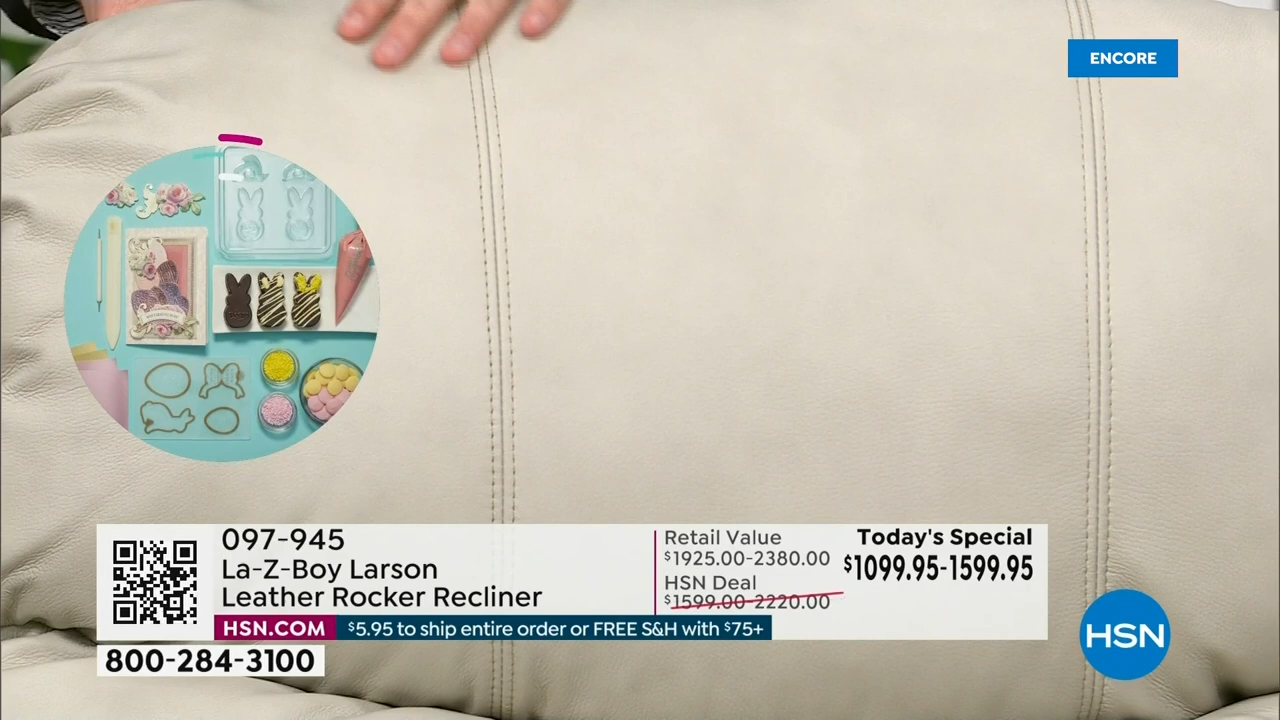 ENCORE
097-945
La-Z-Boy Larson
Leather Rocker Recliner
Retail Value
$1925.00-2380.00
HSN Deal
$1599.00-2220.00
Today's Special
$1099.95-1599.95
HSN.COM $5.95 to ship entire order or FREE S&H with $75+
800-284-3100
HSN